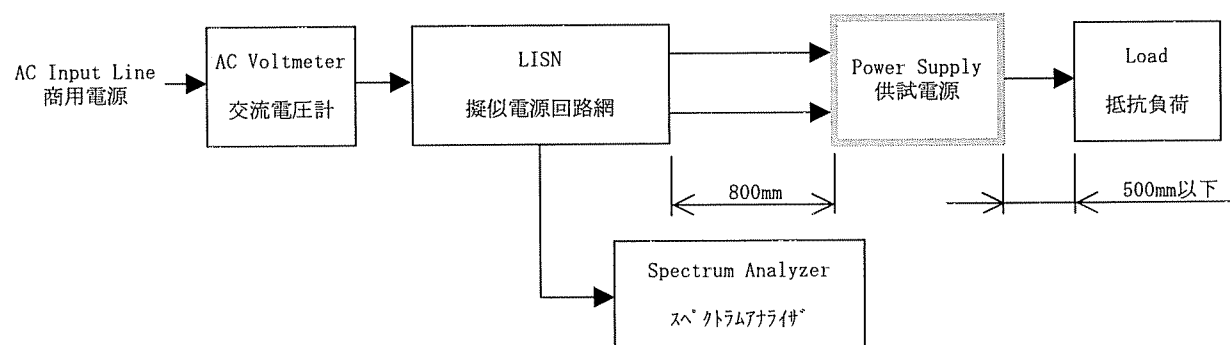 AC Input Line
商用電源
AC Voltmeter
交流電圧計
LISN
擬似電源回路網
Power Supply
供試電源
Load
抵抗負荷
800mm
500mm以下
Spectrum Analyzer
スペクトラムアナライザ